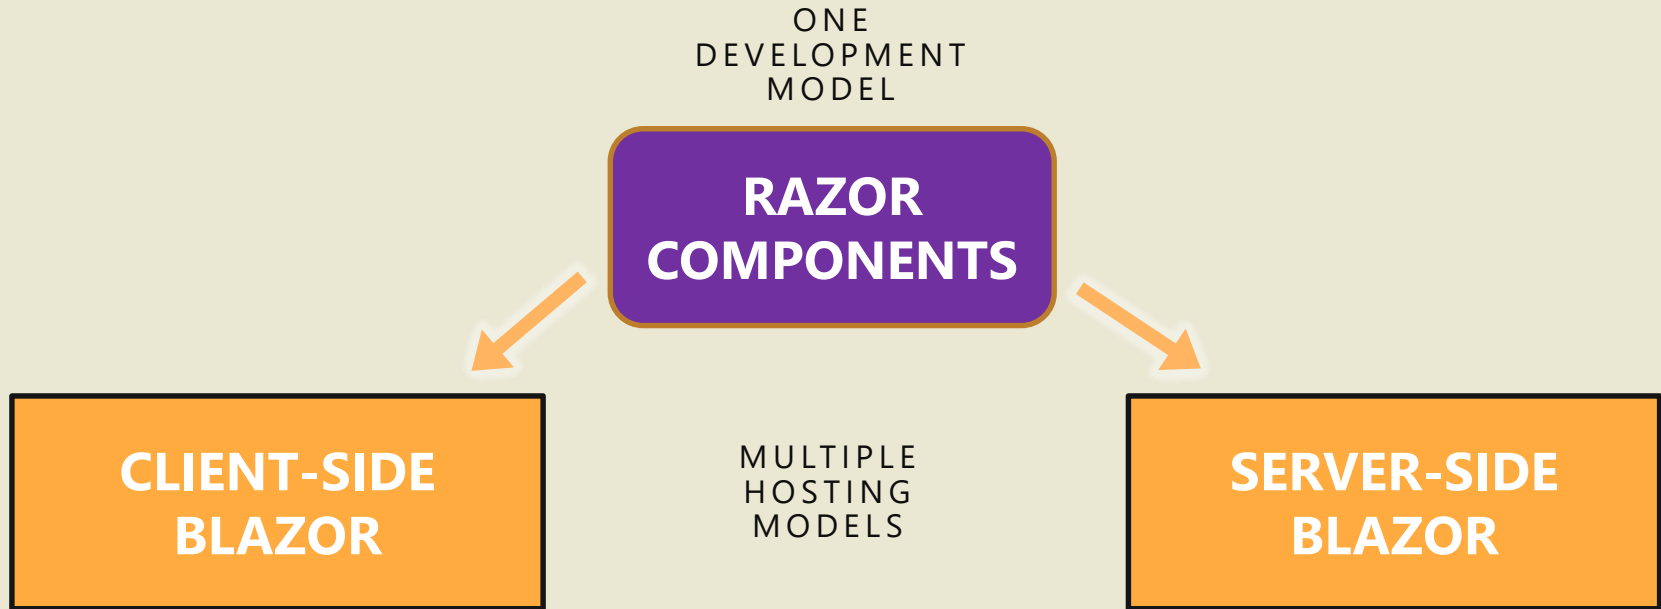 ONE
DEVELOPMENT
MODEL
RAZOR
COMPONENTS
CLIENT-SIDE
BLAZOR
MULTIPLE
HOSTING
MODELS
SERVER-SIDE
BLAZOR